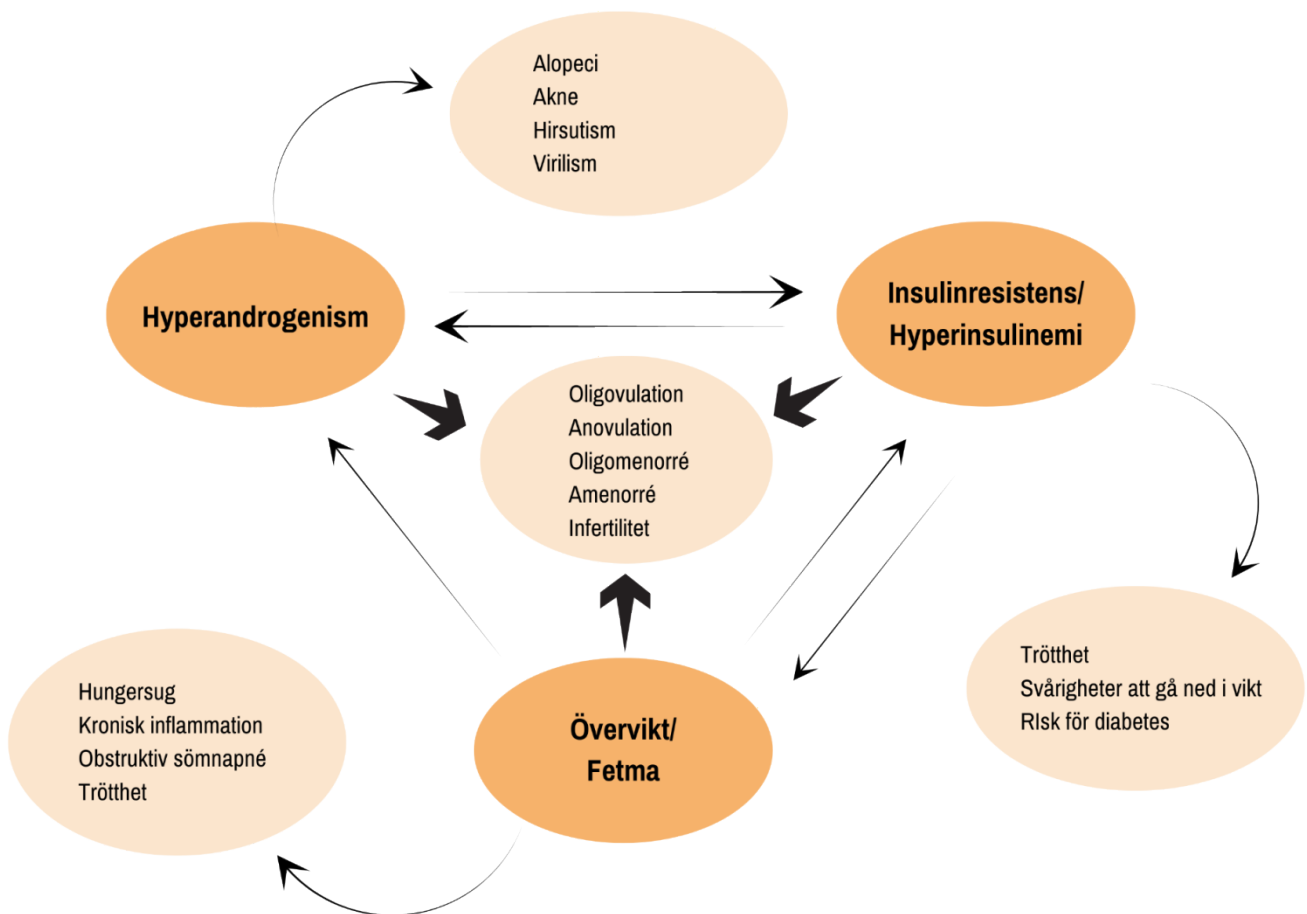 Alopeci
Akne
Hirsutism
Virilism
Hyperandrogenism
Insulinresistens/
Hyperinsulinemi
Oligovulation
Anovulation
Oligomenorré
Amenorré
Infertilitet
Hungersug
Kronisk inflammation
Obstruktiv sömnapné
Trötthet
Övervikt/
Fetma
Trötthet
Svårigheter att gå ned i vikt
RIsk för diabetes